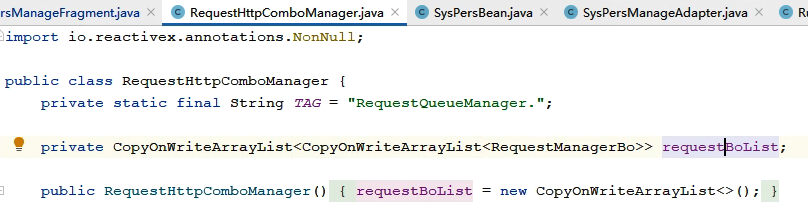 rsManageFragment.java × RequestHttpComboManager.java × SysPersBean.java × SysPersManageAdapter.java × R
import io.reactivex.annotations.NonNull;
public class RequestHttpComboManager {
private static final String TAG = "RequestQueueManager.";
private CopyOnWriteArrayList<CopyOnWriteArrayList<RequestManagerBo>> requestBoList;
public RequestHttpComboManager() { requestBoList = new CopyOnWriteArrayList<>(); }